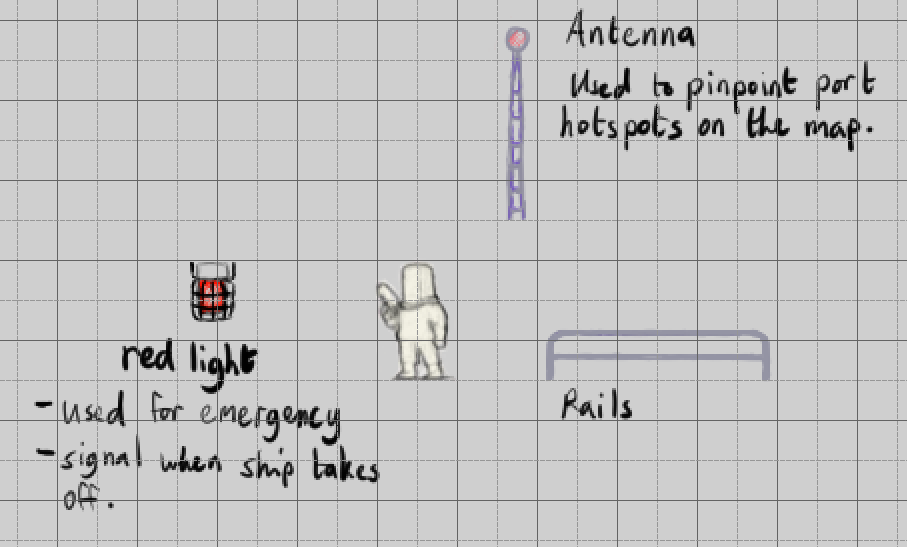 Antenna
Used to pinpoint port
hotspots on the map.
red light
- used for emergency
- signal when ship takes
off.
Rails